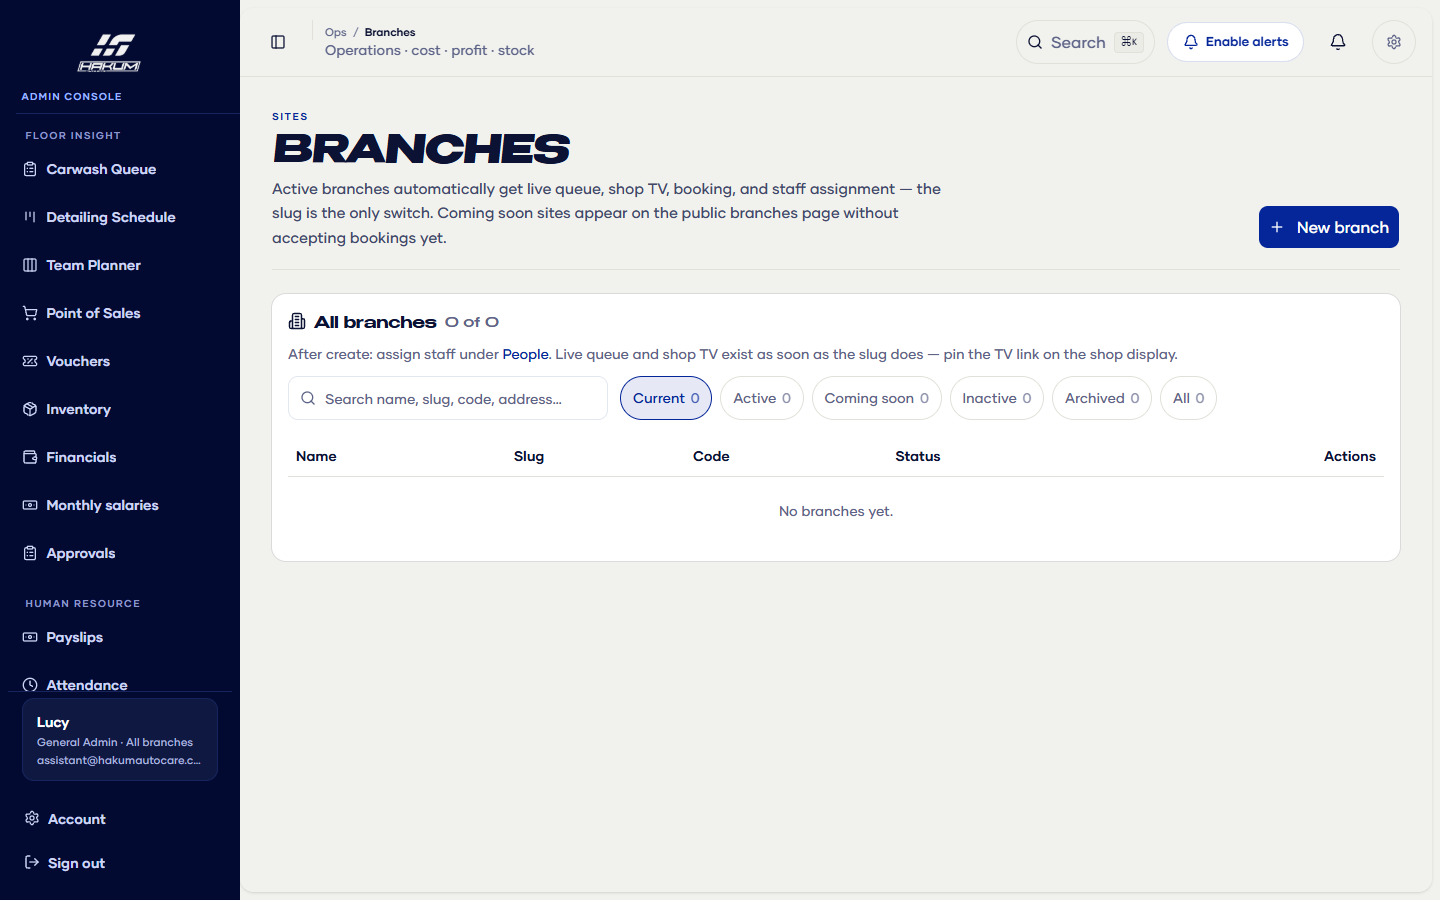 HAKUM
ADMIN CONSOLE
FLOOR INSIGHT
Carwash Queue
Detailing Schedule
Team Planner
Point of Sales
Vouchers
Inventory
Financials
Monthly salaries
Approvals
HUMAN RESOURCE
Payslips
Attendance
Lucy
General Admin · All branches
assistant@hakumautocare.c...
Account
Sign out
Ops / Branches
Operations · cost · profit · stock
Search ⌘K
Enable alerts
SITES
BRANCHES
Active branches automatically get live queue, shop TV, booking, and staff assignment — the
slug is the only switch. Coming soon sites appear on the public branches page without
accepting bookings yet.
New branch
All branches 0 of 0
After create: assign staff under People. Live queue and shop TV exist as soon as the slug does — pin the TV link on the shop display.
Search name, slug, code, address...
Current 0
Active 0
Coming soon 0
Inactive 0
Archived 0
All 0
Name Slug Code Status Actions
No branches yet.